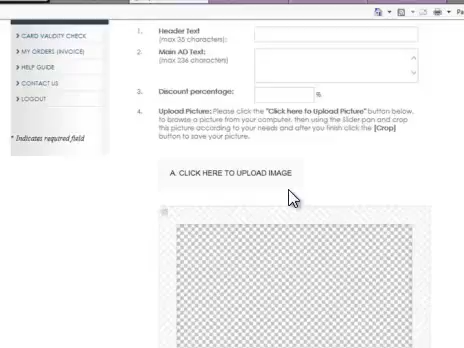 CARD VALIDITY CHECK
MY ORDERS (INVOICE)
HELP GUIDE
CONTACT US
LOGOUT
* Indicates required field
1. Header Text
(max 35 characters):
2. Main AD Text:
(max 336 characters)
3. Discount percentage: %
4. Upload Picture: Please click the "Click here to Upload Picture" button below,
to browse a picture from your computer, then using the Slider pan and crop
the picture according to your needs and after you finish click the [Crop]
button to save your picture.
A. CLICK HERE TO UPLOAD IMAGE